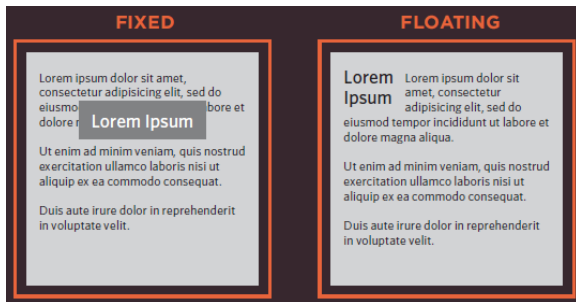 FIXED
Lorem ipsum dolor sit amet,
consectetur adipisicing elit, sed do
eiusmo bore et
dolore r
Lorem Ipsum
Ut enim ad minim veniam, quis nostrud
exercitation ullamco laboris nisi ut
aliquip ex ea commodo consequat.
Duis aute irure dolor in reprehenderit
in voluptate velit.
FLOATING
Lorem
Ipsum
Lorem ipsum dolor sit
amet, consectetur
adipisicing elit, sed do
eiusmod tempor incididunt ut labore et
dolore magna aliqua.
Ut enim ad minim veniam, quis nostrud
exercitation ullamco laboris nisi ut
aliquip ex ea commodo consequat.
Duis aute irure dolor in reprehenderit
in voluptate velit.